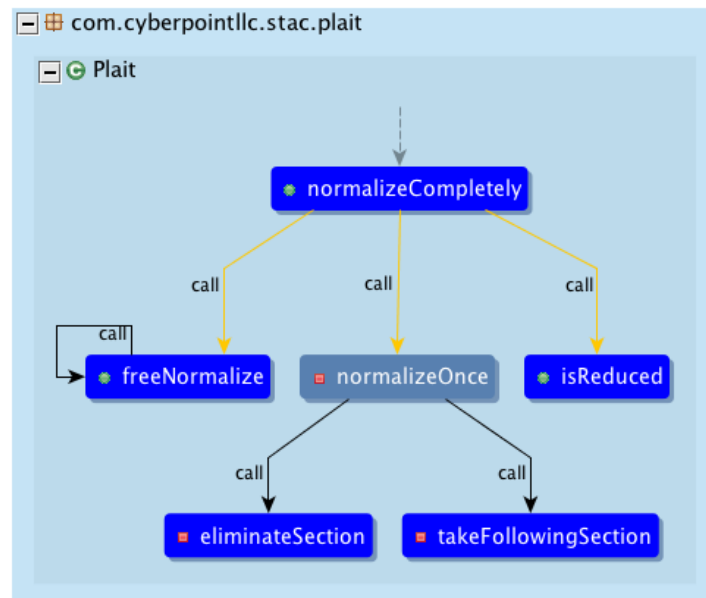 com.cyberpointllc.stac.plait
C Plait
normalizeCompletely
call call call
call
freeNormalize normalizeOnce isReduced
call call
eliminateSection takeFollowingSection